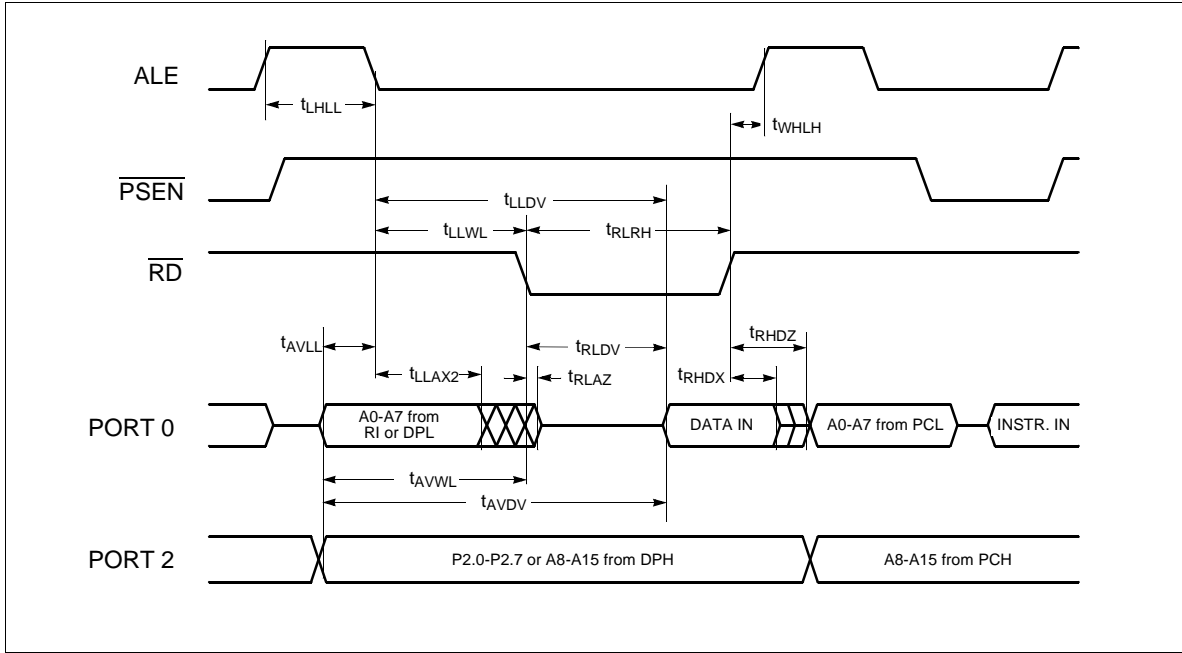 ALE
tLHLL
tWHLH
PSEN
tLLDV
tLLWL
tRLRH
RD
tAVLL
tRLDV
tRHDZ
tLLAX2
tRLAZ
tRHDX
PORT 0
A0-A7 from
RI or DPL
DATA IN
A0-A7 from PCL
INSTR. IN
tAVWL
tAVDV
PORT 2
P2.0-P2.7 or A8-A15 from DPH
A8-A15 from PCH